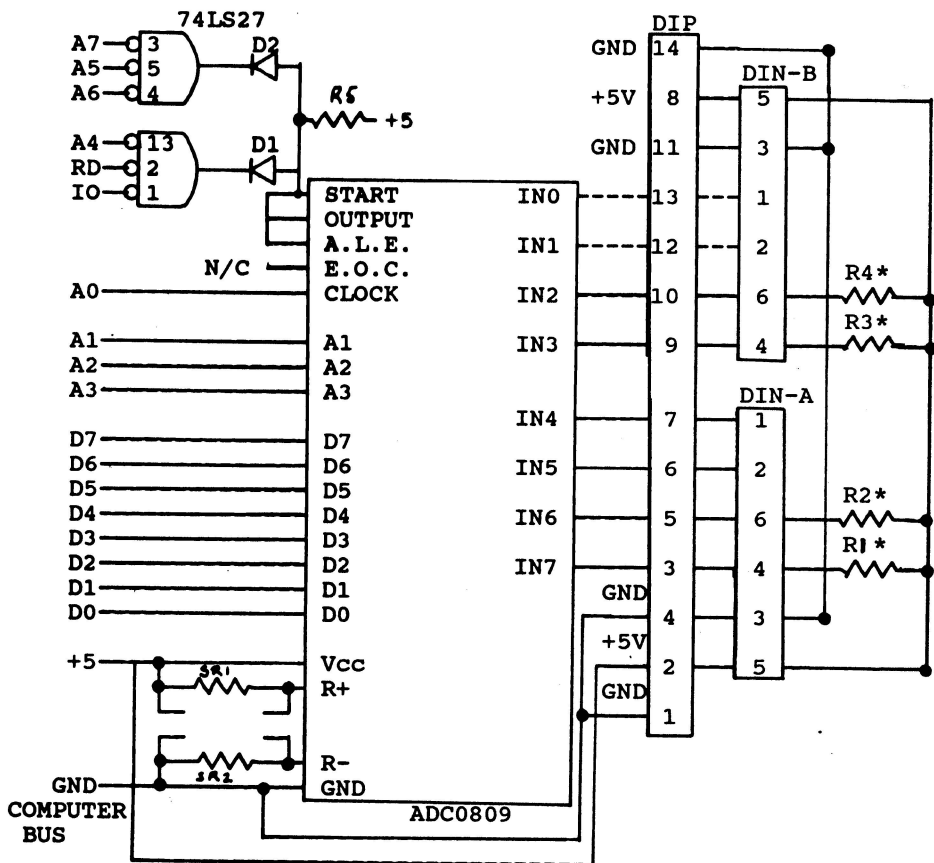 74LS27
A7 3 D2
A5 5
A6 4
R5 +5
A4 13 D1
RD 2
IO 1
START
OUTPUT
A.L.E.
N/C E.O.C.
A0 CLOCK
A1 A1
A2 A2
A3 A3
D7 D7
D6 D6
D5 D5
D4 D4
D3 D3
D2 D2
D1 D1
D0 D0
+5 Vcc
SR1 R+
SR2 R-
GND GND
COMPUTER
BUS
ADC0809
IN0
IN1
IN2
IN3
IN4
IN5
IN6
IN7
DIP
GND 14
+5V 8
GND 11
13
12
10
9
7
6
5
3
GND
4
+5V
2
GND
1
DIN-B
5
3
1
2
6 R4*
4 R3*
DIN-A
1
2
6 R2*
4 R1*
3
5